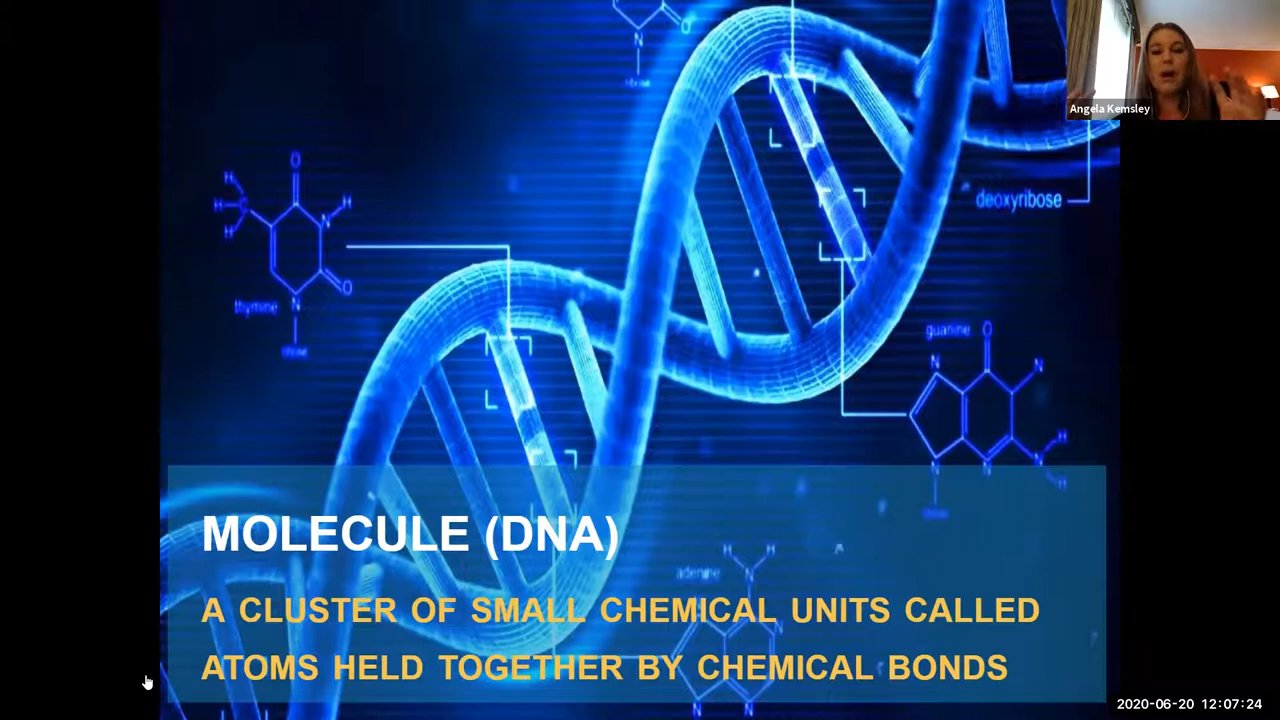 Angela Kemsley
deoxyribose
thymine
guanine
adenine
MOLECULE (DNA)
A CLUSTER OF SMALL CHEMICAL UNITS CALLED
ATOMS HELD TOGETHER BY CHEMICAL BONDS
2020-06-20 12:07:24